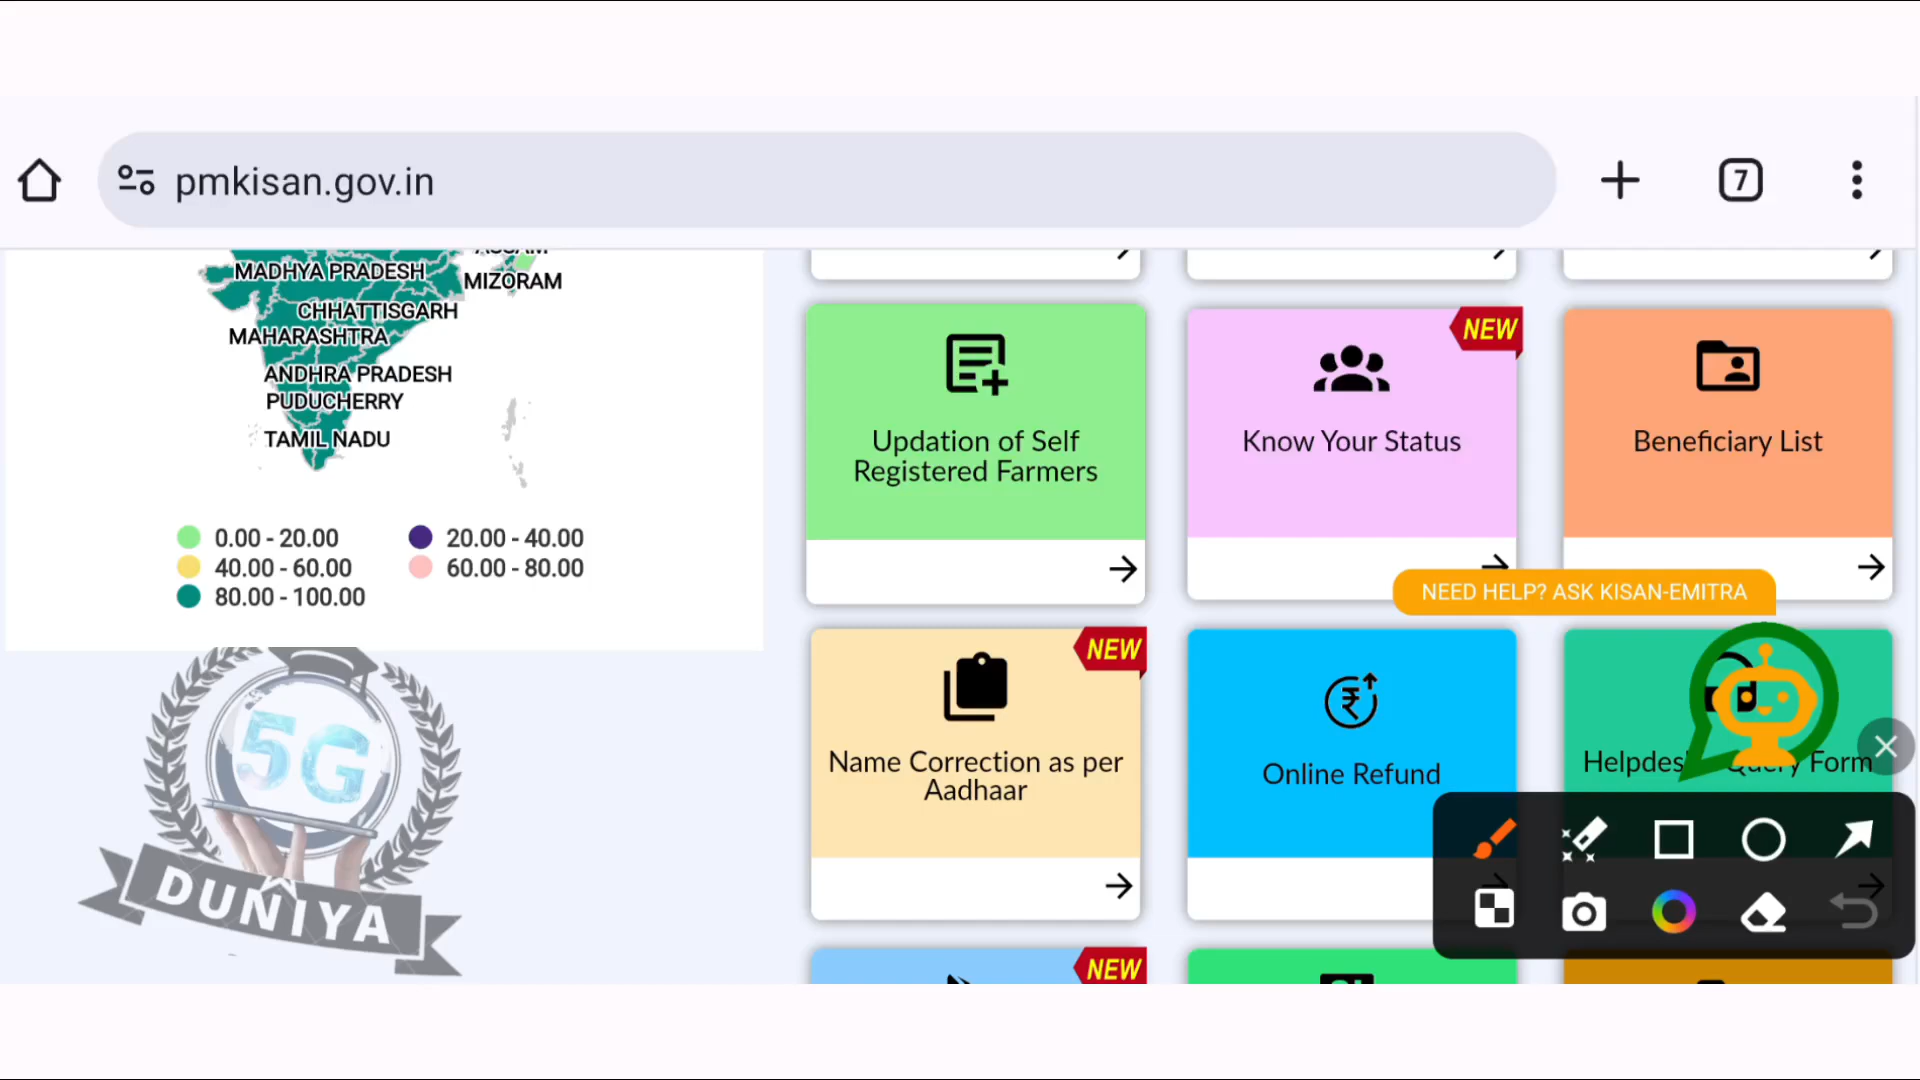 pmkisan.gov.in
7
ASSAM
MADHYA PRADESH
MIZORAM
CHHATTISGARH
MAHARASHTRA
ANDHRA PRADESH
PUDUCHERRY
TAMIL NADU
0.00 - 20.00
20.00 - 40.00
40.00 - 60.00
60.00 - 80.00
80.00 - 100.00
5G
DUNIYA
Updation of Self
Registered Farmers
NEW
Know Your Status
Beneficiary List
NEED HELP? ASK KISAN-EMITRA
NEW
Name Correction as per
Aadhaar
Online Refund
Query Form
NEW